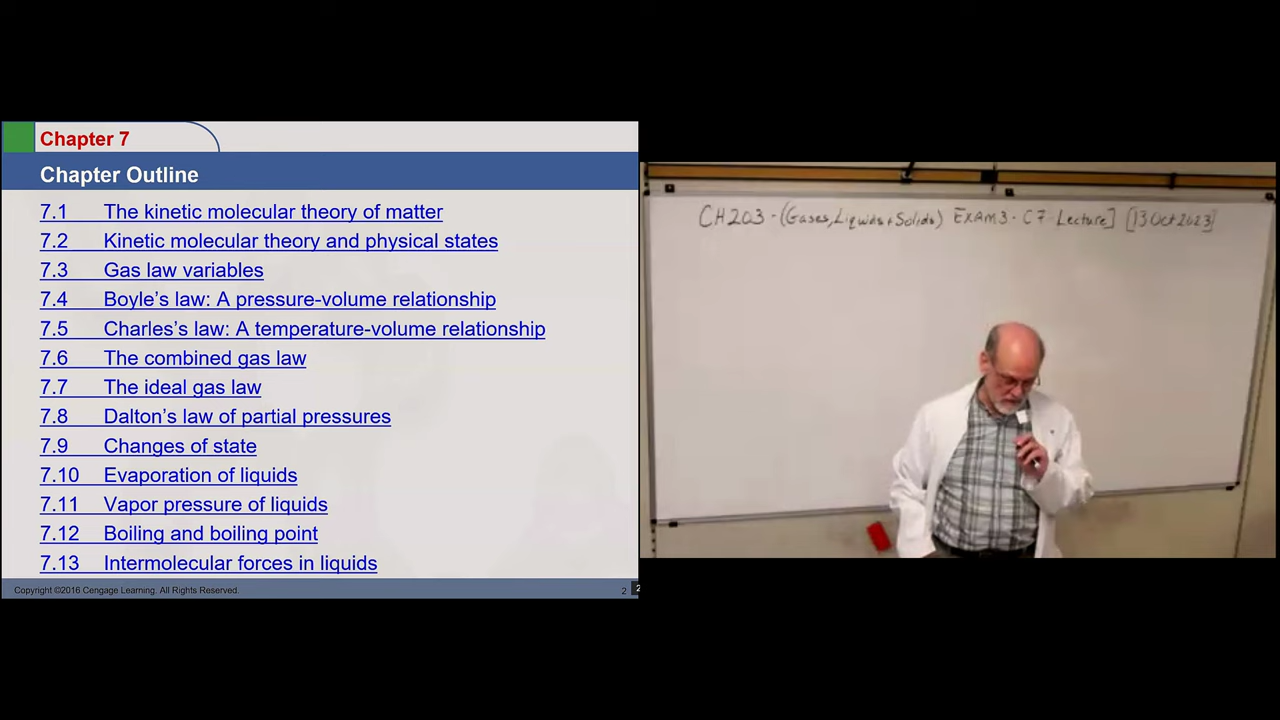 Chapter 7
Chapter Outline
7.1 The kinetic molecular theory of matter
7.2 Kinetic molecular theory and physical states
7.3 Gas law variables
7.4 Boyle’s law: A pressure-volume relationship
7.5 Charles’s law: A temperature-volume relationship
7.6 The combined gas law
7.7 The ideal gas law
7.8 Dalton’s law of partial pressures
7.9 Changes of state
7.10 Evaporation of liquids
7.11 Vapor pressure of liquids
7.12 Boiling and boiling point
7.13 Intermolecular forces in liquids
Copyright ©2016 Cengage Learning. All Rights Reserved. 2 2
CH203 - (Gases, Liquids + Solids) EXAM 3 - C7 - Lecture] [13 Oct 2023]